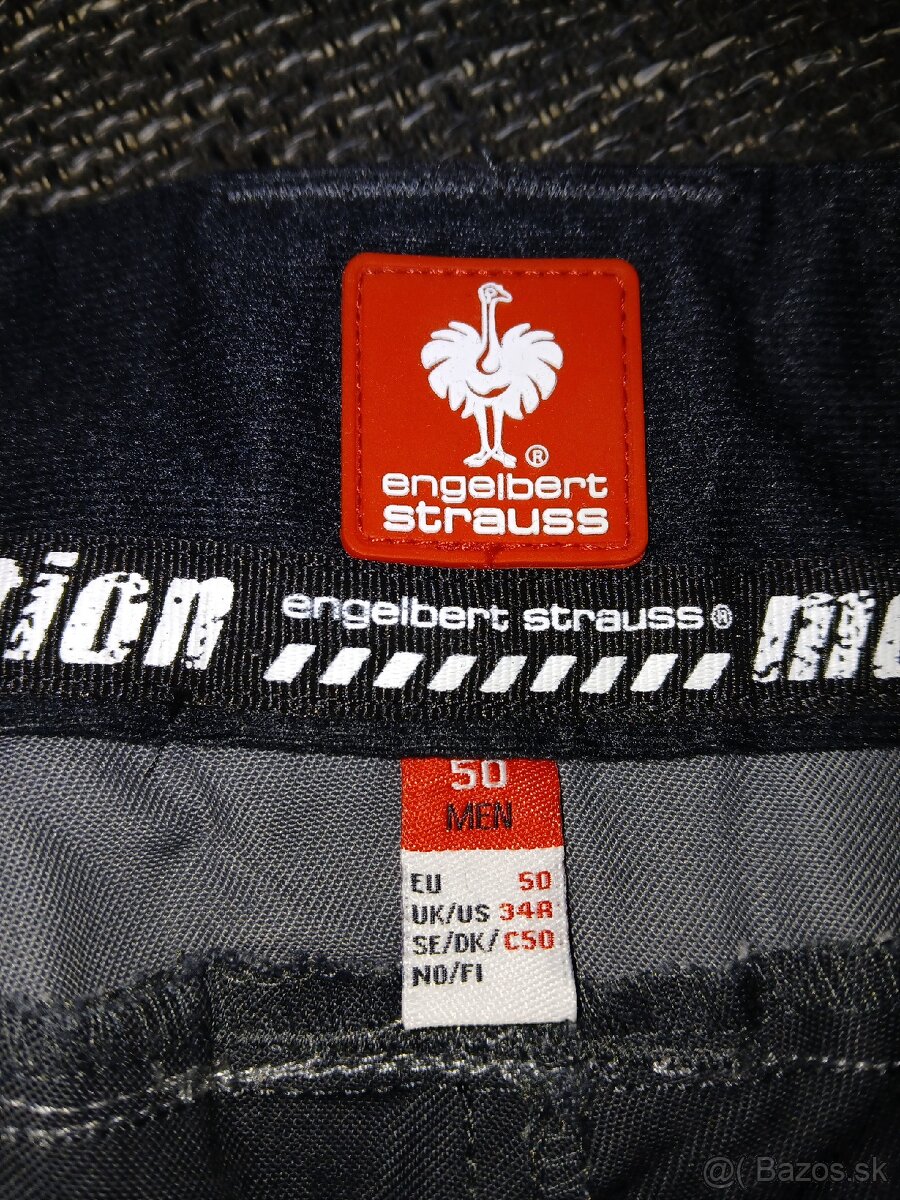 ®
engelbert
strauss
tion engelbert strauss® mo
50
MEN
EU 50
UK/US 34R
SE/DK/ C50
NO/FI
@( Bazos.sk